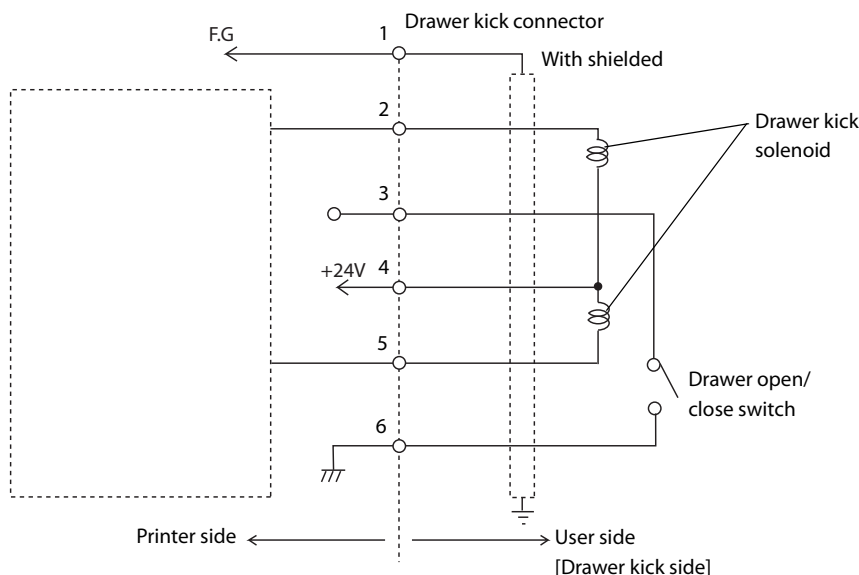 Drawer kick connector
F.G
1
With shielded
2
Drawer kick
solenoid
3
+24V
4
5
Drawer open/
close switch
6
Printer side
User side
[Drawer kick side]